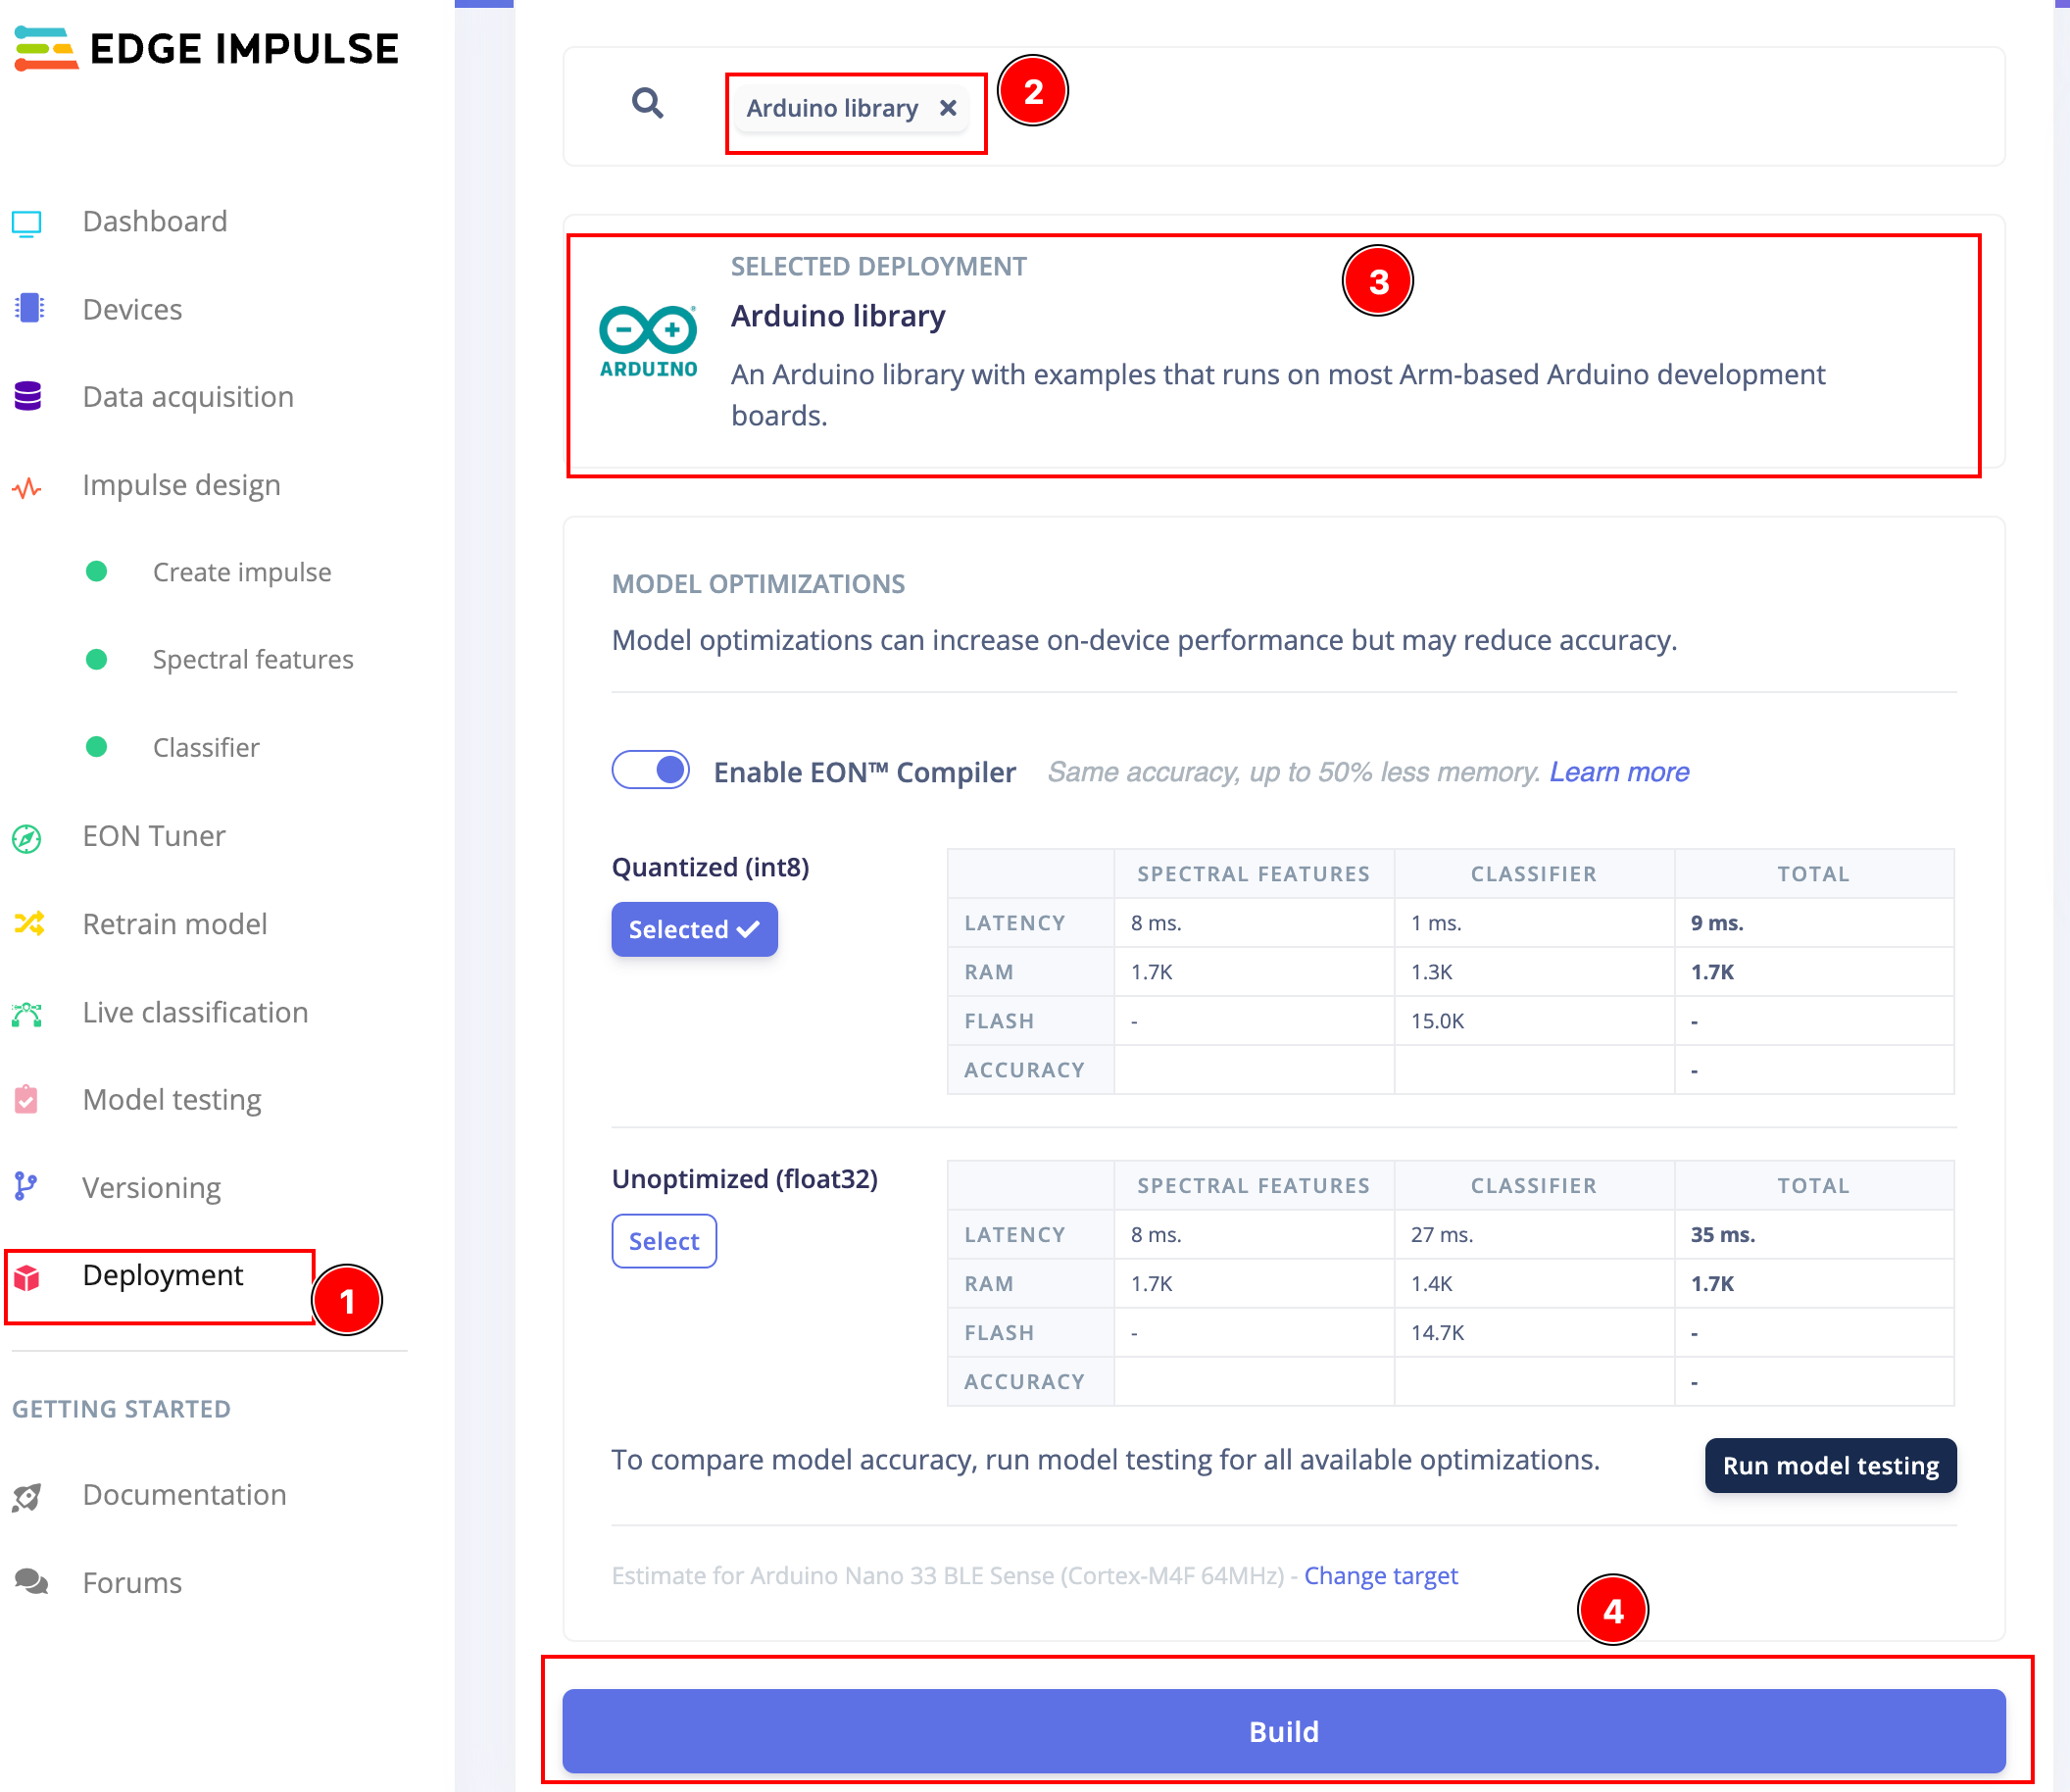 EDGE IMPULSE
Dashboard
Devices
Data acquisition
Impulse design
Create impulse
Spectral features
Classifier
EON Tuner
Retrain model
Live classification
Model testing
Versioning
Deployment
1
GETTING STARTED
Documentation
Forums
Arduino library
2
SELECTED DEPLOYMENT
3
Arduino library
ARDUINO
An Arduino library with examples that runs on most Arm-based Arduino development
boards.
MODEL OPTIMIZATIONS
Model optimizations can increase on-device performance but may reduce accuracy.
Enable EON™ Compiler Same accuracy, up to 50% less memory. Learn more
Quantized (int8)
Selected
SPECTRAL FEATURES CLASSIFIER TOTAL
LATENCY 8 ms. 1 ms. 9 ms.
RAM 1.7K 1.3K 1.7K
FLASH - 15.0K -
ACCURACY -
Unoptimized (float32)
Select
SPECTRAL FEATURES CLASSIFIER TOTAL
LATENCY 8 ms. 27 ms. 35 ms.
RAM 1.7K 1.4K 1.7K
FLASH - 14.7K -
ACCURACY -
To compare model accuracy, run model testing for all available optimizations.
Run model testing
Estimate for Arduino Nano 33 BLE Sense (Cortex-M4F 64MHz) - Change target
4
Build